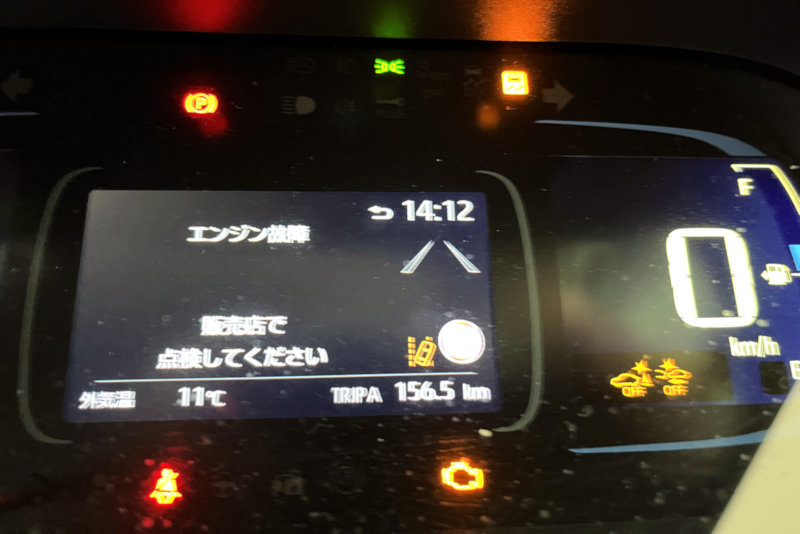 P
14:12
エンジン故障
販売店で
点検してください
外気温 11℃ TRIP A 156.5 km
F
0
km/h
OFF OFF